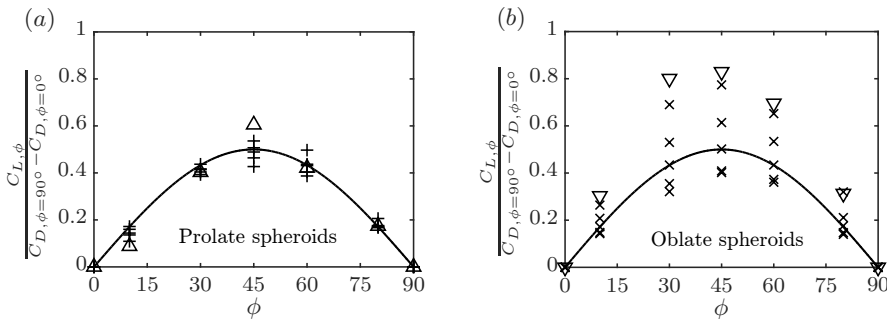 (a)
1
0.8
0.6
0.4
0.2
0
0 15 30 45 60 75 90
ϕ
C_{L,ϕ}
C_{D,ϕ=90°} − C_{D,ϕ=0°}
Prolate spheroids
(b)
1
0.8
0.6
0.4
0.2
0
0 15 30 45 60 75 90
ϕ
C_{L,ϕ}
C_{D,ϕ=90°} − C_{D,ϕ=0°}
Oblate spheroids